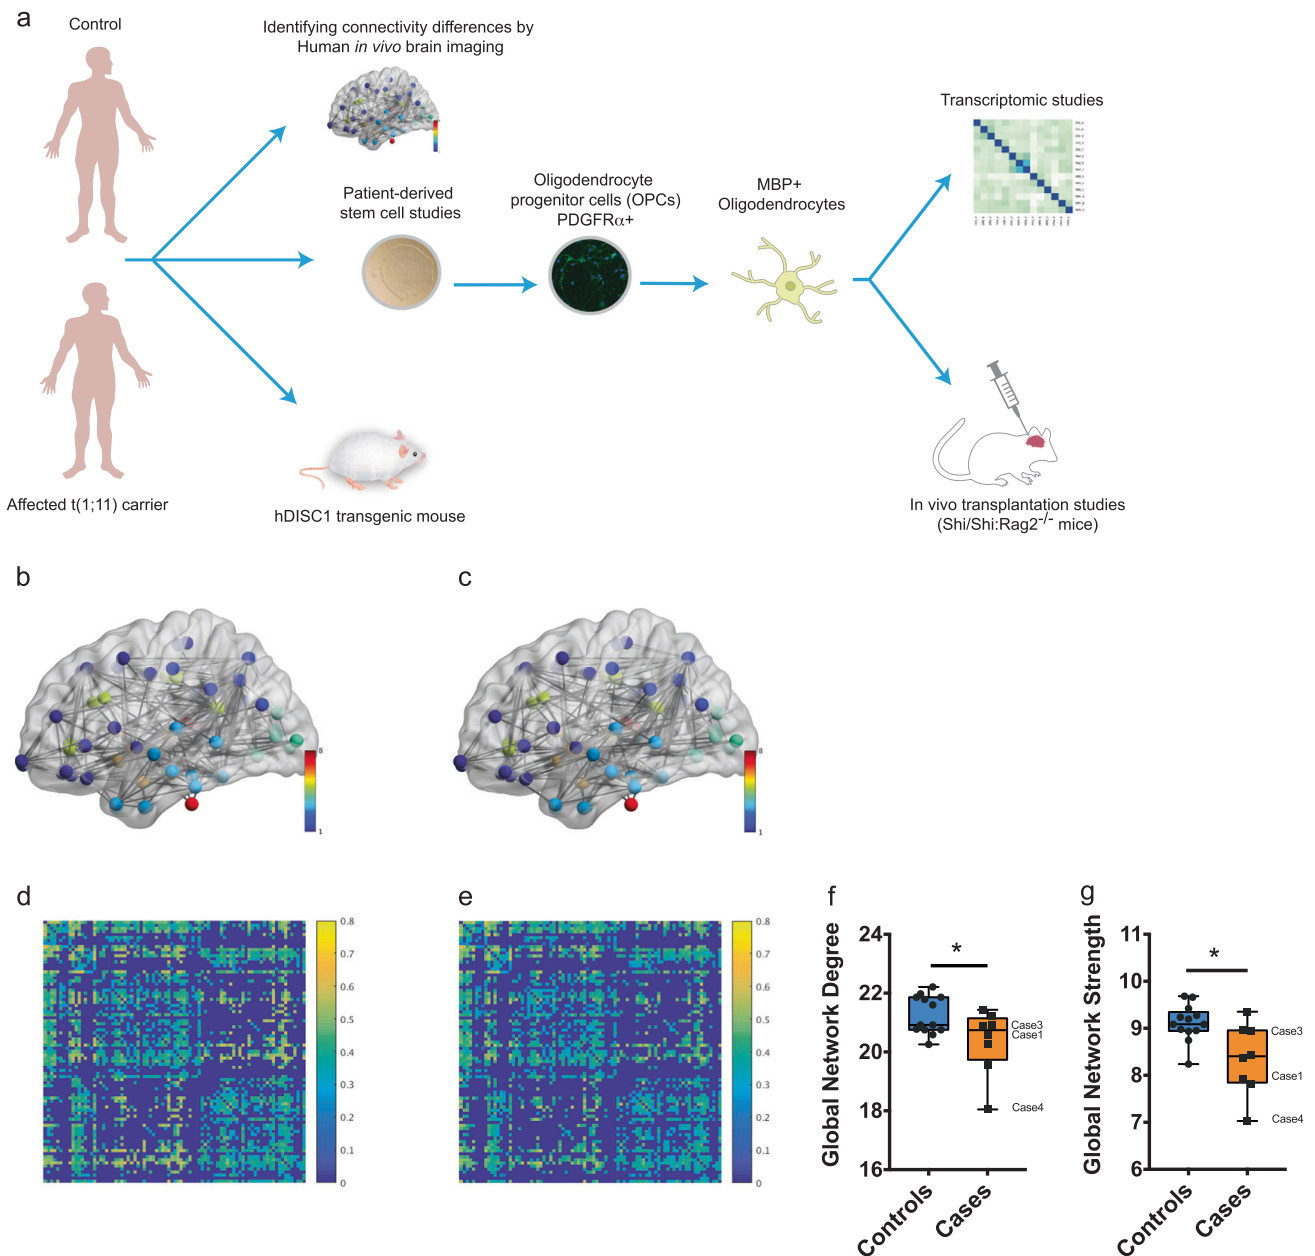 a
Control
Identifying connectivity differences by
Human in vivo brain imaging
Transcriptomic studies
Patient-derived
stem cell studies
Oligodendrocyte
progenitor cells (OPCs)
PDGFRα+
MBP+
Oligodendrocytes
Affected t(1;11) carrier
hDISC1 transgenic mouse
In vivo transplantation studies
(Shi/Shi:Rag2-/- mice)
b
8
1
c
8
1
d
0.8
0.7
0.6
0.5
0.4
0.3
0.2
0.1
0
e
0.8
0.7
0.6
0.5
0.4
0.3
0.2
0.1
0
f
Global Network Degree
24
22
20
18
16
*
Case3
Case1
Case4
Controls
Cases
g
Global Network Strength
11
10
9
8
7
6
*
Case3
Case1
Case4
Controls
Cases